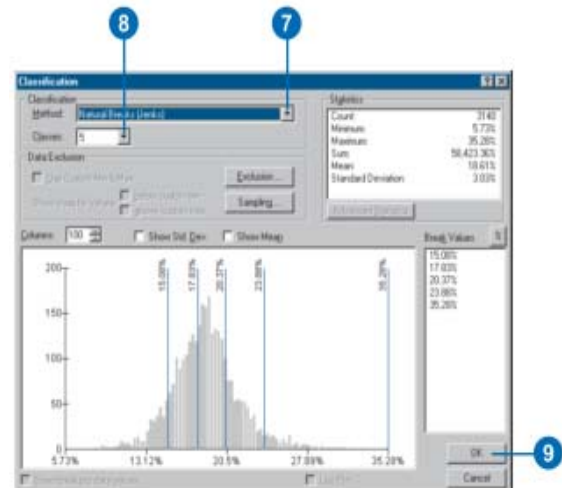 8
7
Classification
Classification
Method: Natural Breaks (Jenks)
Classes: 5
Data Exclusion
Exclusion...
Sampling...
Statistics
Count: 3140
Minimum: 5.73%
Maximum: 35.28%
Sum: 58,423.36%
Mean: 18.61%
Standard Deviation: 3.03%
Columns: 100
Show Std. Dev.
Show Mean
Break Values
%
15.08%
17.83%
20.37%
23.88%
35.28%
15.08%
17.83%
20.37%
23.88%
35.28%
200
150
100
50
0
5.73%
13.12%
20.5%
27.89%
35.28%
OK
9
Cancel